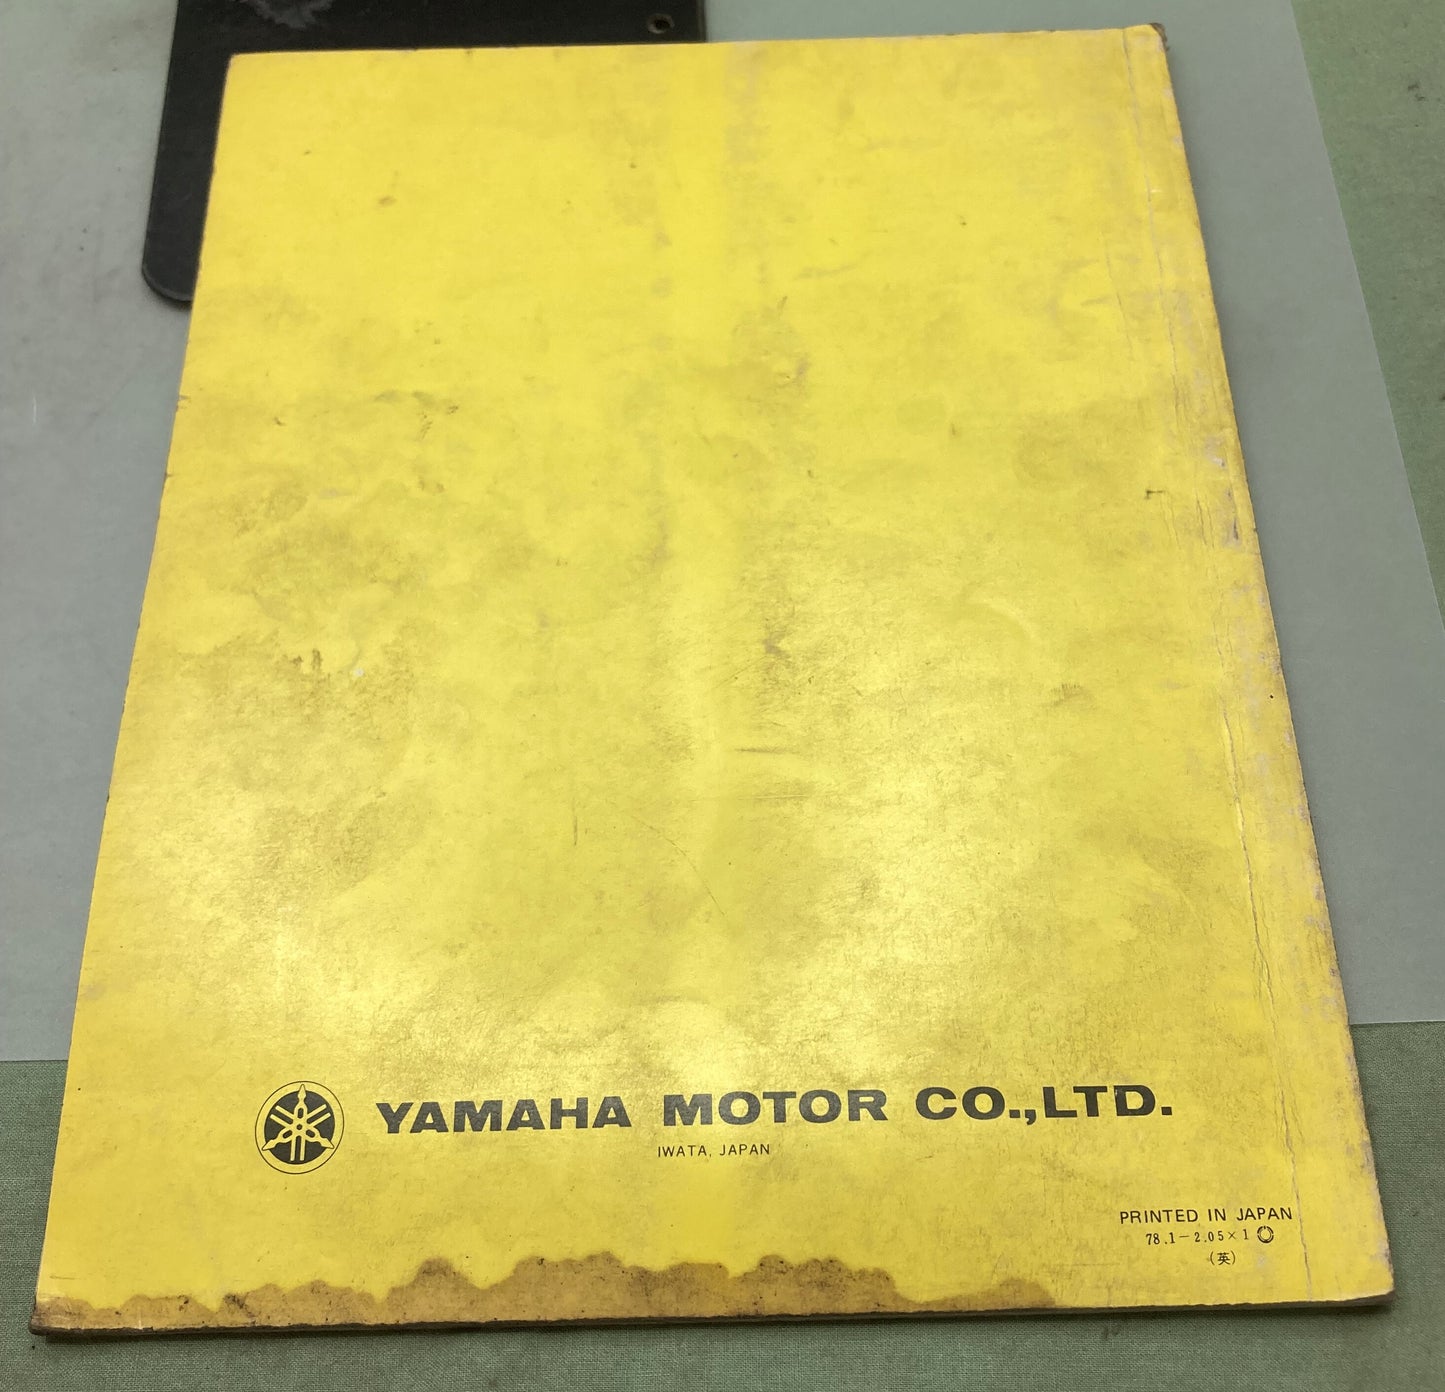 YAMAHA MOTOR CO.,LTD.
IWATA, JAPAN
PRINTED IN JAPAN
78.1－2.05×1
(英)